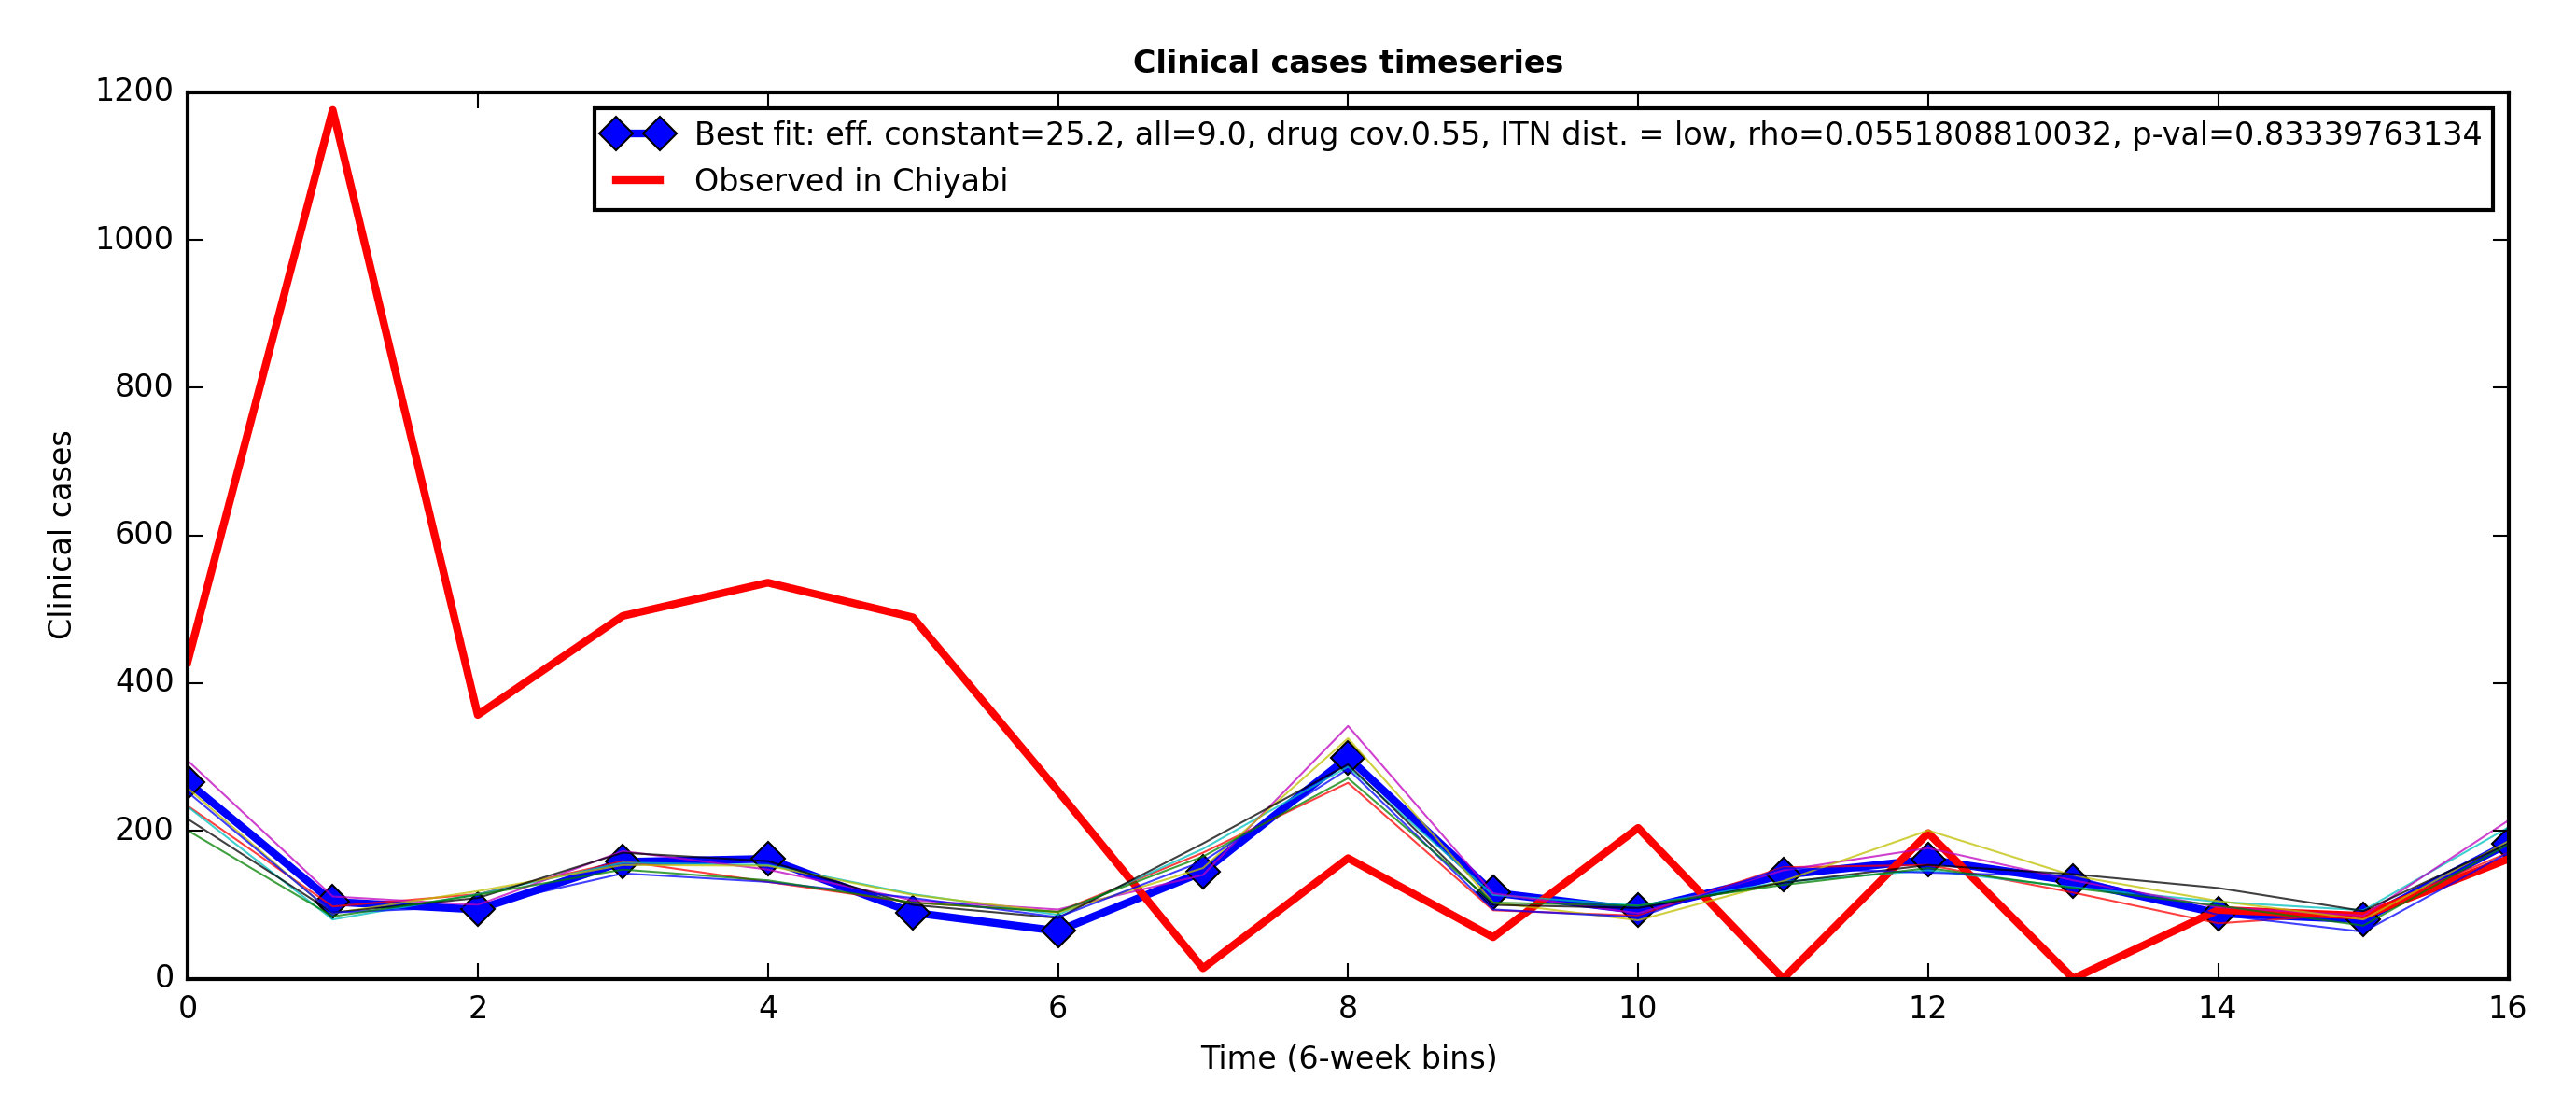 Clinical cases timeseries
Best fit: eff. constant=25.2, all=9.0, drug cov.0.55, ITN dist. = low, rho=0.0551808810032, p-val=0.83339763134
Observed in Chiyabi
1200
1000
800
600
400
200
0
Clinical cases
0 2 4 6 8 10 12 14 16
Time (6-week bins)